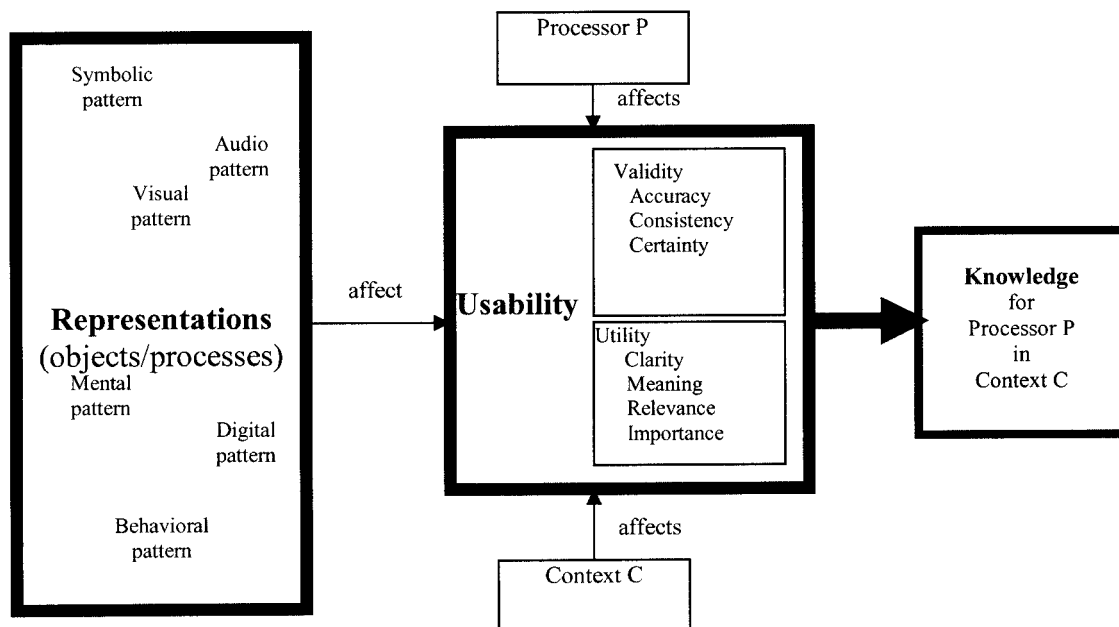 Symbolic
pattern
Audio
pattern
Visual
pattern
Representations
(objects/processes)
Mental
pattern
Digital
pattern
Behavioral
pattern
affect
Processor P
affects
Usability
Validity
Accuracy
Consistency
Certainty
Utility
Clarity
Meaning
Relevance
Importance
affects
Context C
Knowledge
for
Processor P
in
Context C